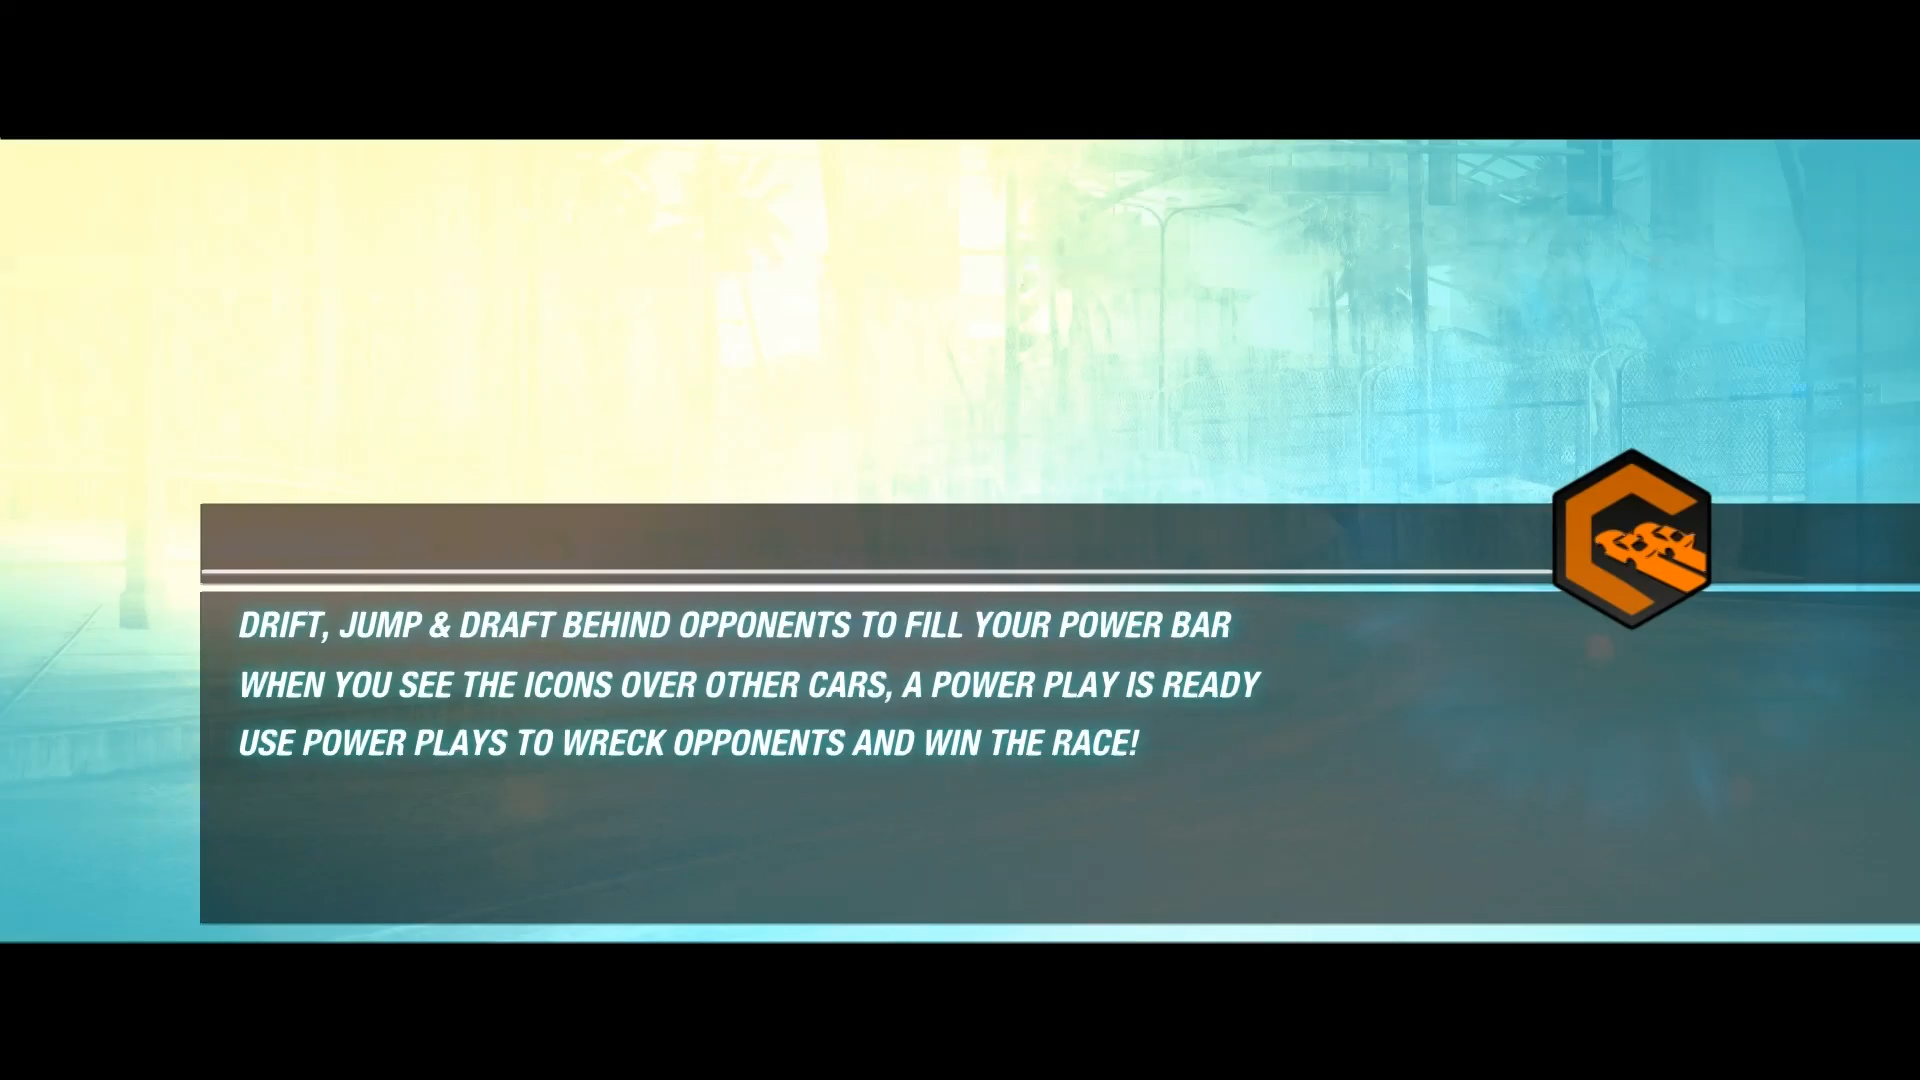 DRIFT, JUMP & DRAFT BEHIND OPPONENTS TO FILL YOUR POWER BAR
WHEN YOU SEE THE ICONS OVER OTHER CARS, A POWER PLAY IS READY
USE POWER PLAYS TO WRECK OPPONENTS AND WIN THE RACE!